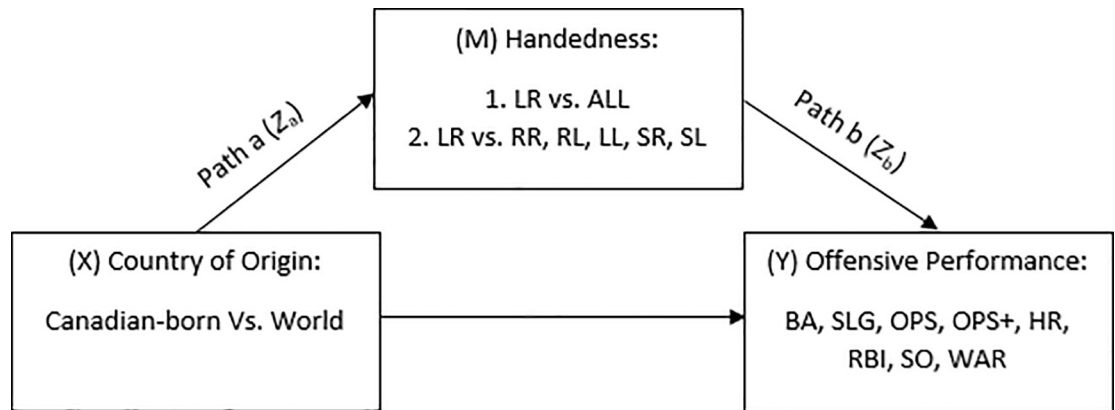 (M) Handedness:
1. LR vs. ALL
2. LR vs. RR, RL, LL, SR, SL
Path a (Zₐ)
Path b (Z_b)
(X) Country of Origin:
Canadian-born Vs. World
(Y) Offensive Performance:
BA, SLG, OPS, OPS+, HR,
RBI, SO, WAR